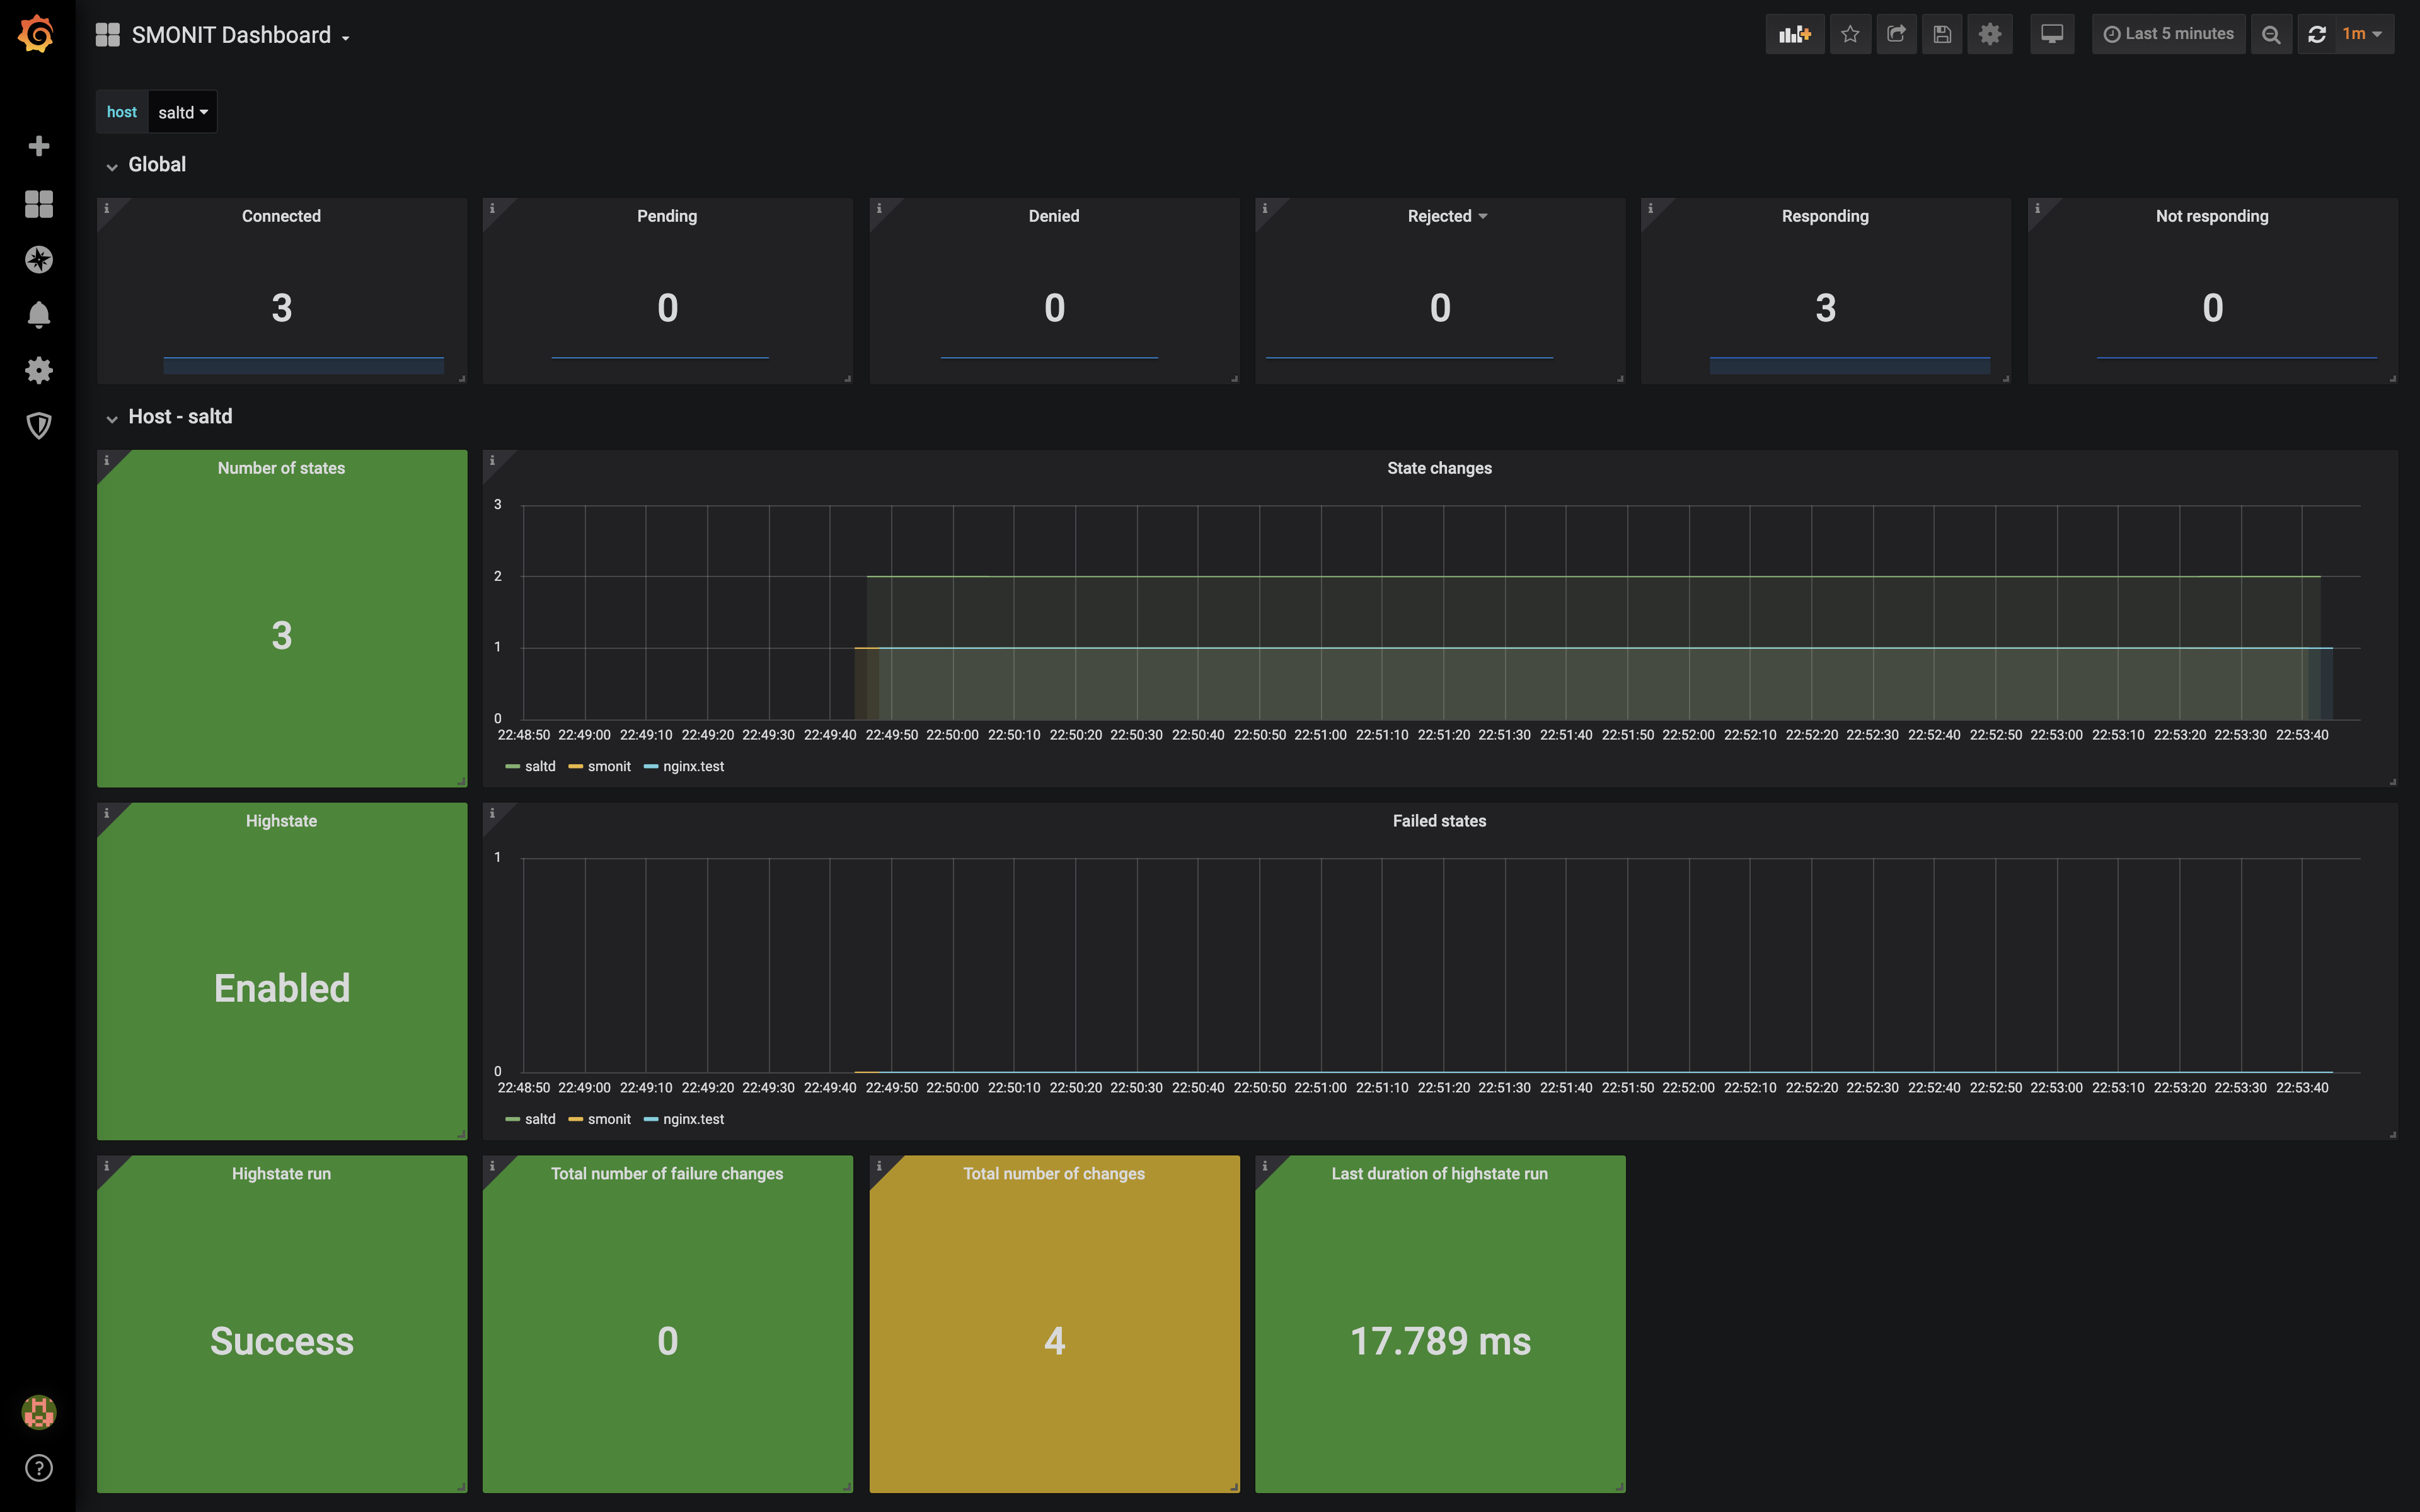 SMONIT Dashboard
Last 5 minutes
1m
host saltd
Global
Connected
3
Pending
0
Denied
0
Rejected
0
Responding
3
Not responding
0
Host - saltd
Number of states
3
State changes
3
2
1
0
22:48:50 22:49:00 22:49:10 22:49:20 22:49:30 22:49:40 22:49:50 22:50:00 22:50:10 22:50:20 22:50:30 22:50:40 22:50:50 22:51:00 22:51:10 22:51:20 22:51:30 22:51:40 22:51:50 22:52:00 22:52:10 22:52:20 22:52:30 22:52:40 22:52:50 22:53:00 22:53:10 22:53:20 22:53:30 22:53:40
saltd smonit nginx.test
Highstate
Enabled
Failed states
1
0
22:48:50 22:49:00 22:49:10 22:49:20 22:49:30 22:49:40 22:49:50 22:50:00 22:50:10 22:50:20 22:50:30 22:50:40 22:50:50 22:51:00 22:51:10 22:51:20 22:51:30 22:51:40 22:51:50 22:52:00 22:52:10 22:52:20 22:52:30 22:52:40 22:52:50 22:53:00 22:53:10 22:53:20 22:53:30 22:53:40
saltd smonit nginx.test
Highstate run
Success
Total number of failure changes
0
Total number of changes
4
Last duration of highstate run
17.789 ms